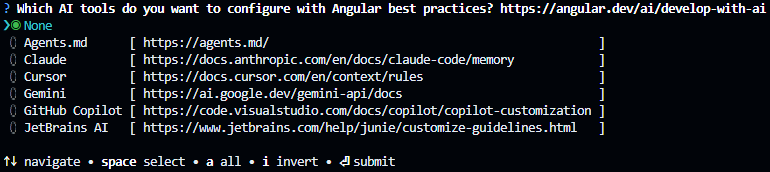 ? Which AI tools do you want to configure with Angular best practices? https://angular.dev/ai/develop-with-ai
❯◉ None
◯ Agents.md [ https://agents.md/ ]
◯ Claude [ https://docs.anthropic.com/en/docs/claude-code/memory ]
◯ Cursor [ https://docs.cursor.com/en/context/rules ]
◯ Gemini [ https://ai.google.dev/gemini-api/docs ]
◯ GitHub Copilot [ https://code.visualstudio.com/docs/copilot/copilot-customization ]
◯ JetBrains AI [ https://www.jetbrains.com/help/junie/customize-guidelines.html ]
↑↓ navigate • space select • a all • i invert • ⏎ submit